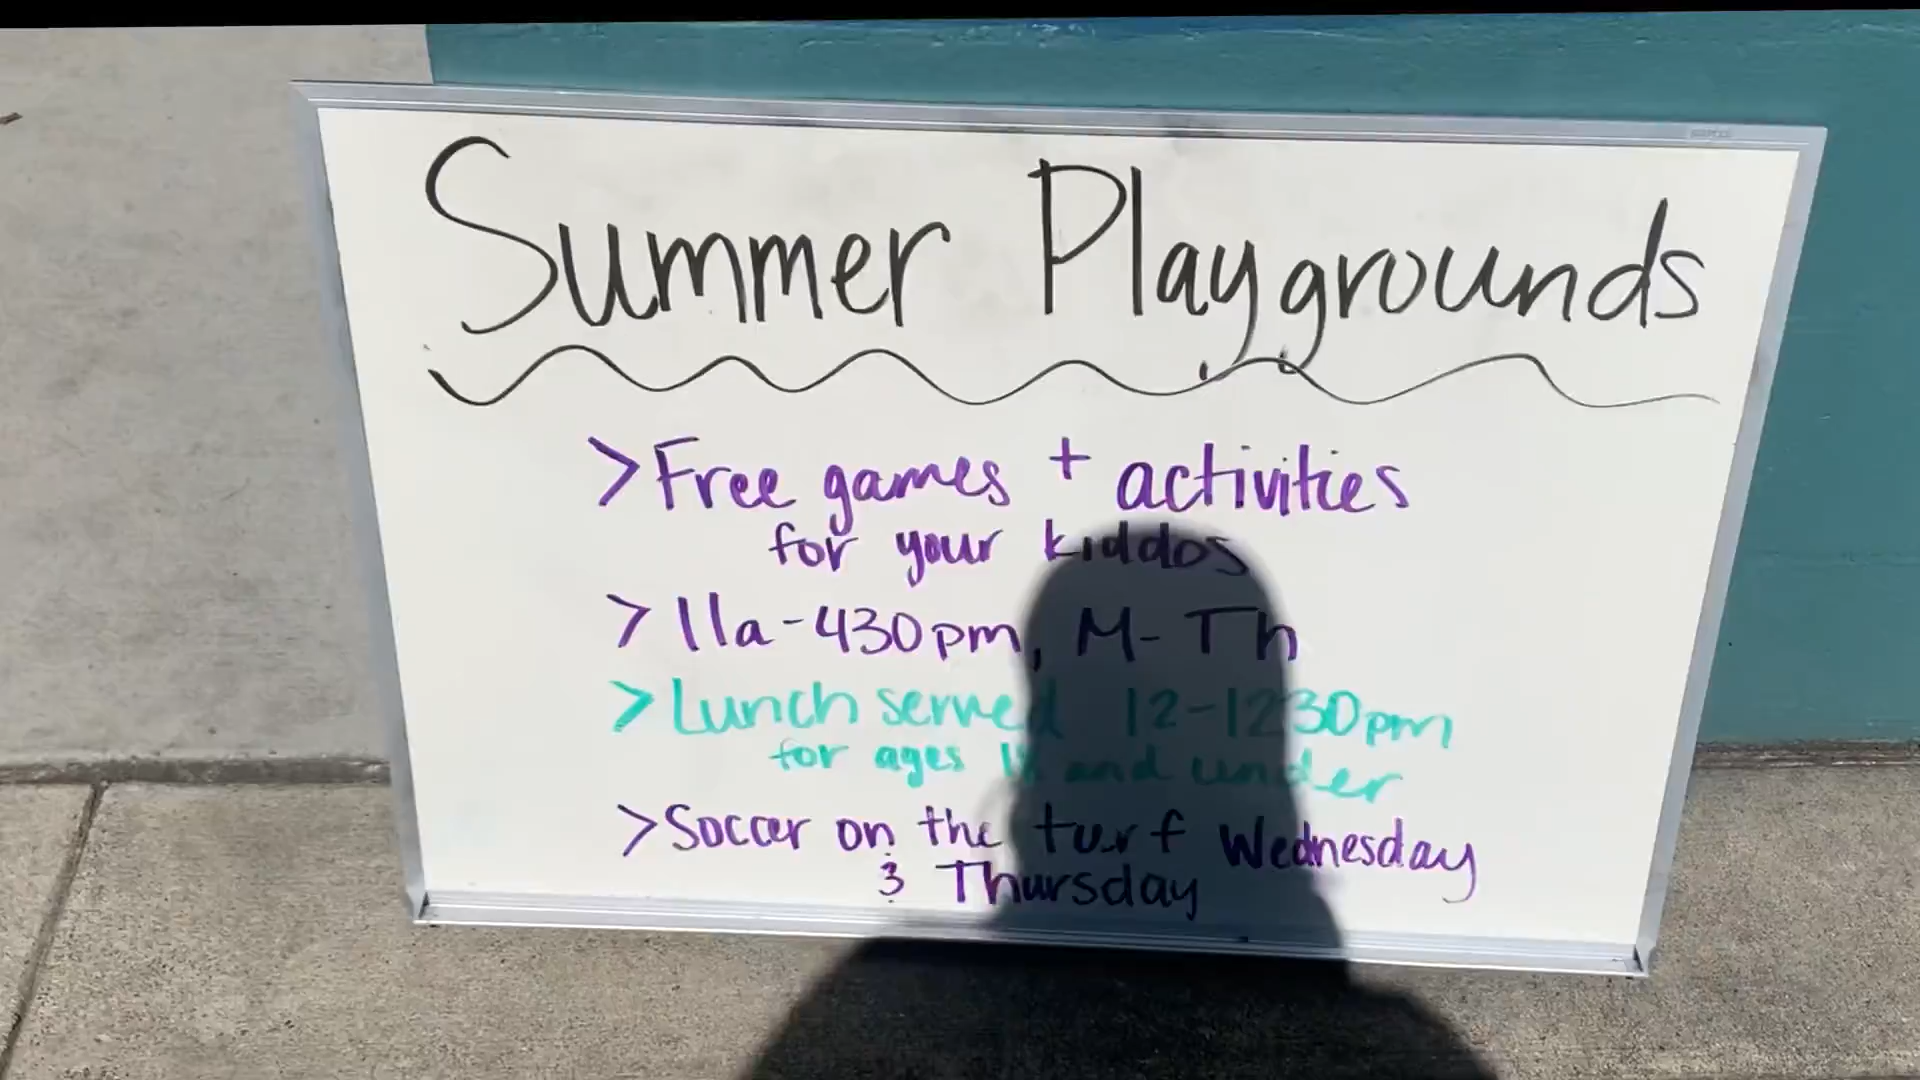 Summer Playgrounds
> Free games + activities
for your kiddos
> 11a-430pm, M-Th
> Lunch served 12-1230pm
for ages 18 and under
> Soccer on the turf Wednesday
& Thursday